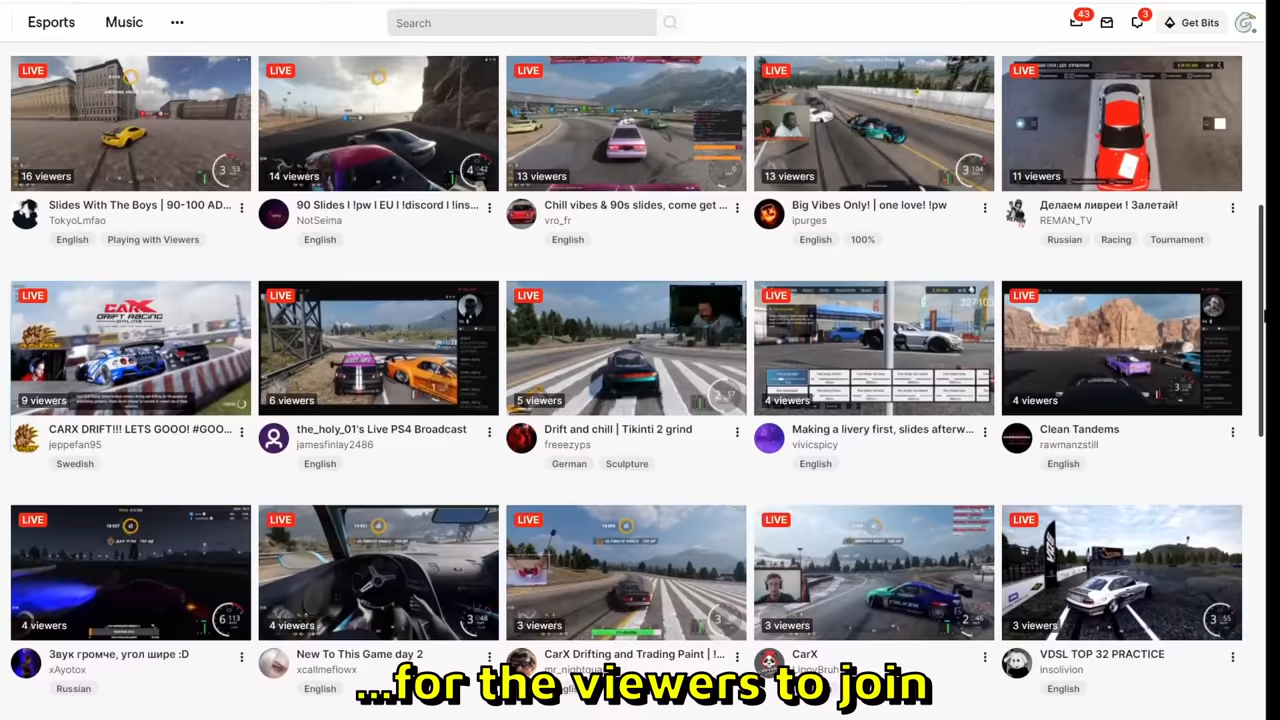 Esports
Music
Search
43
3
Get Bits
LIVE
16 viewers
Slides With The Boys | 90-100 AD...
TokyoLmfao
English
Playing with Viewers
LIVE
14 viewers
90 Slides I !pw I EU I !discord I !ins...
NotSeima
English
LIVE
13 viewers
Chill vibes & 90s slides, come get ...
vro_fr
English
LIVE
13 viewers
Big Vibes Only! | one love! !pw
ipurges
English
100%
LIVE
11 viewers
Делаем ливреи ! Залетай!
REMAN_TV
Russian
Racing
Tournament
LIVE
CARX
DRIFT RACING
ONLINE
9 viewers
CARX DRIFT!!! LETS GOOO! #GOO...
jeppefan95
Swedish
LIVE
6 viewers
the_holy_01's Live PS4 Broadcast
jamesfinlay2486
English
LIVE
5 viewers
Drift and chill | Tikinti 2 grind
freeezyps
German
Sculpture
LIVE
4 viewers
Making a livery first, slides afterw...
vivicspicy
English
LIVE
4 viewers
Clean Tandems
rawmanzstill
English
LIVE
4 viewers
Звук громче, угол шире :D
xAyotox
Russian
LIVE
4 viewers
New To This Game day 2
xcallmeflowx
English
LIVE
3 viewers
CarX Drifting and Trading Paint | !...
LIVE
3 viewers
CarX
English
LIVE
3 viewers
VDSL TOP 32 PRACTICE
insolivion
English
...for the viewers to join